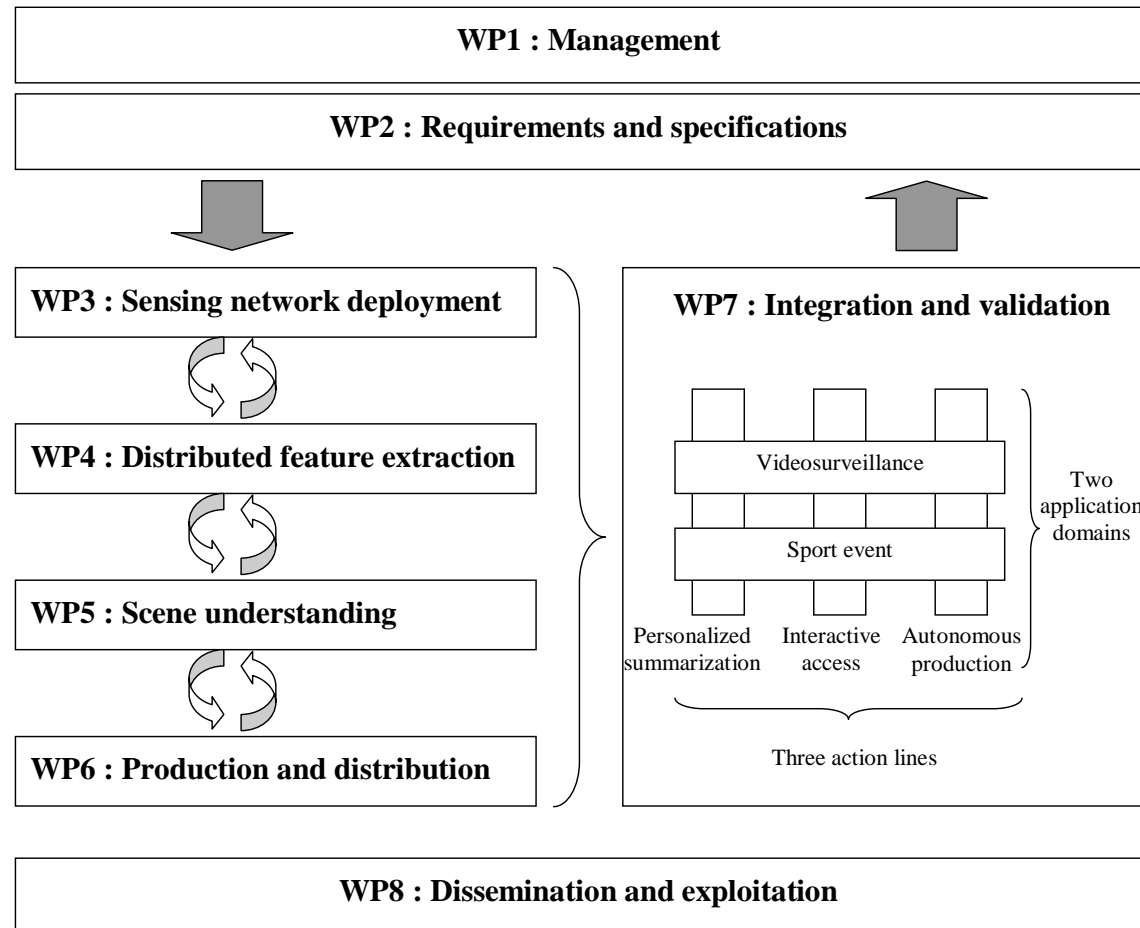 WP1 : Management
WP2 : Requirements and specifications
WP3 : Sensing network deployment
WP4 : Distributed feature extraction
WP5 : Scene understanding
WP6 : Production and distribution
WP7 : Integration and validation
Videosurveillance
Sport event
Two
application
domains
Personalized
summarization
Interactive
access
Autonomous
production
Three action lines
WP8 : Dissemination and exploitation